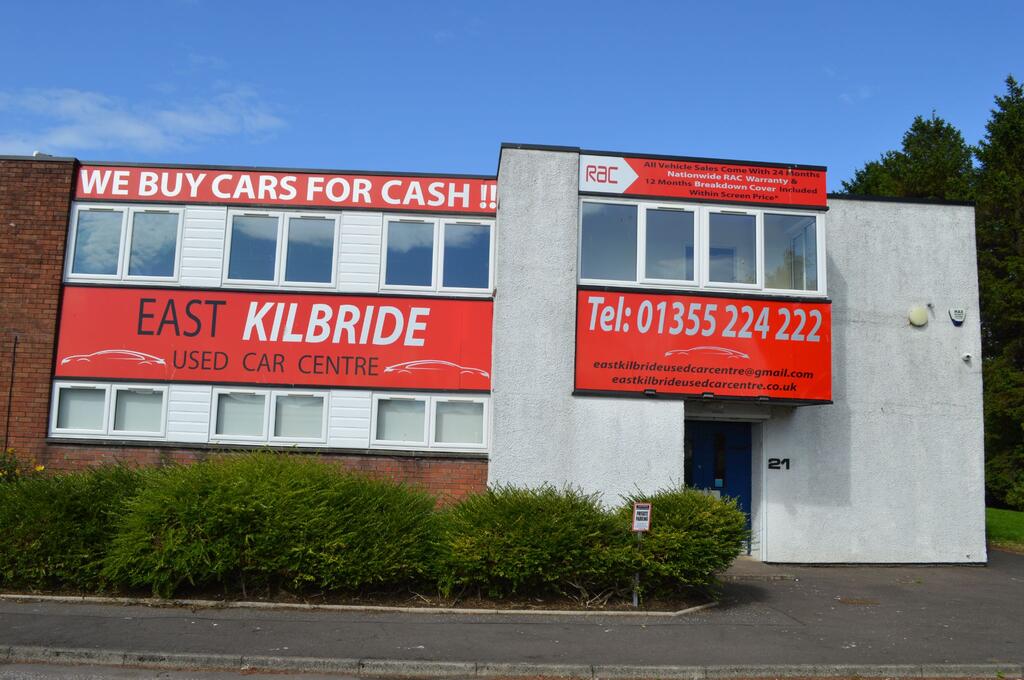 WE BUY CARS FOR CASH !!
EAST KILBRIDE
USED CAR CENTRE
RAC
All Vehicle Sales Come With 24 Months
Nationwide RAC Warranty &
12 Months Breakdown Cover Included
Within Screen Price*
Tel: 01355 224 222
eastkilbrideusedcarcentre@gmail.com
eastkilbrideusedcarcentre.co.uk
21
PRIVATE
PARKING